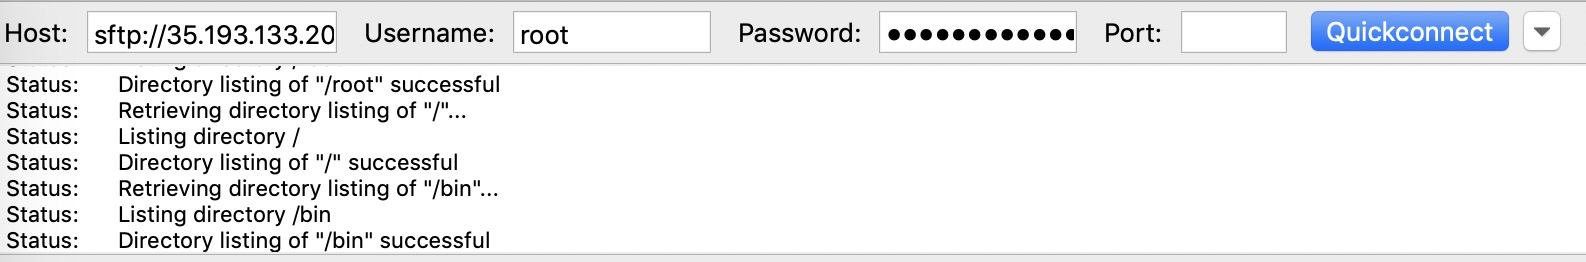 Host: sftp://35.193.133.20 Username: root Password: ●●●●●●●●●●●● Port: Quickconnect
Status: Directory listing of "/root" successful
Status: Retrieving directory listing of "/"...
Status: Listing directory /
Status: Directory listing of "/" successful
Status: Retrieving directory listing of "/bin"...
Status: Listing directory /bin
Status: Directory listing of "/bin" successful